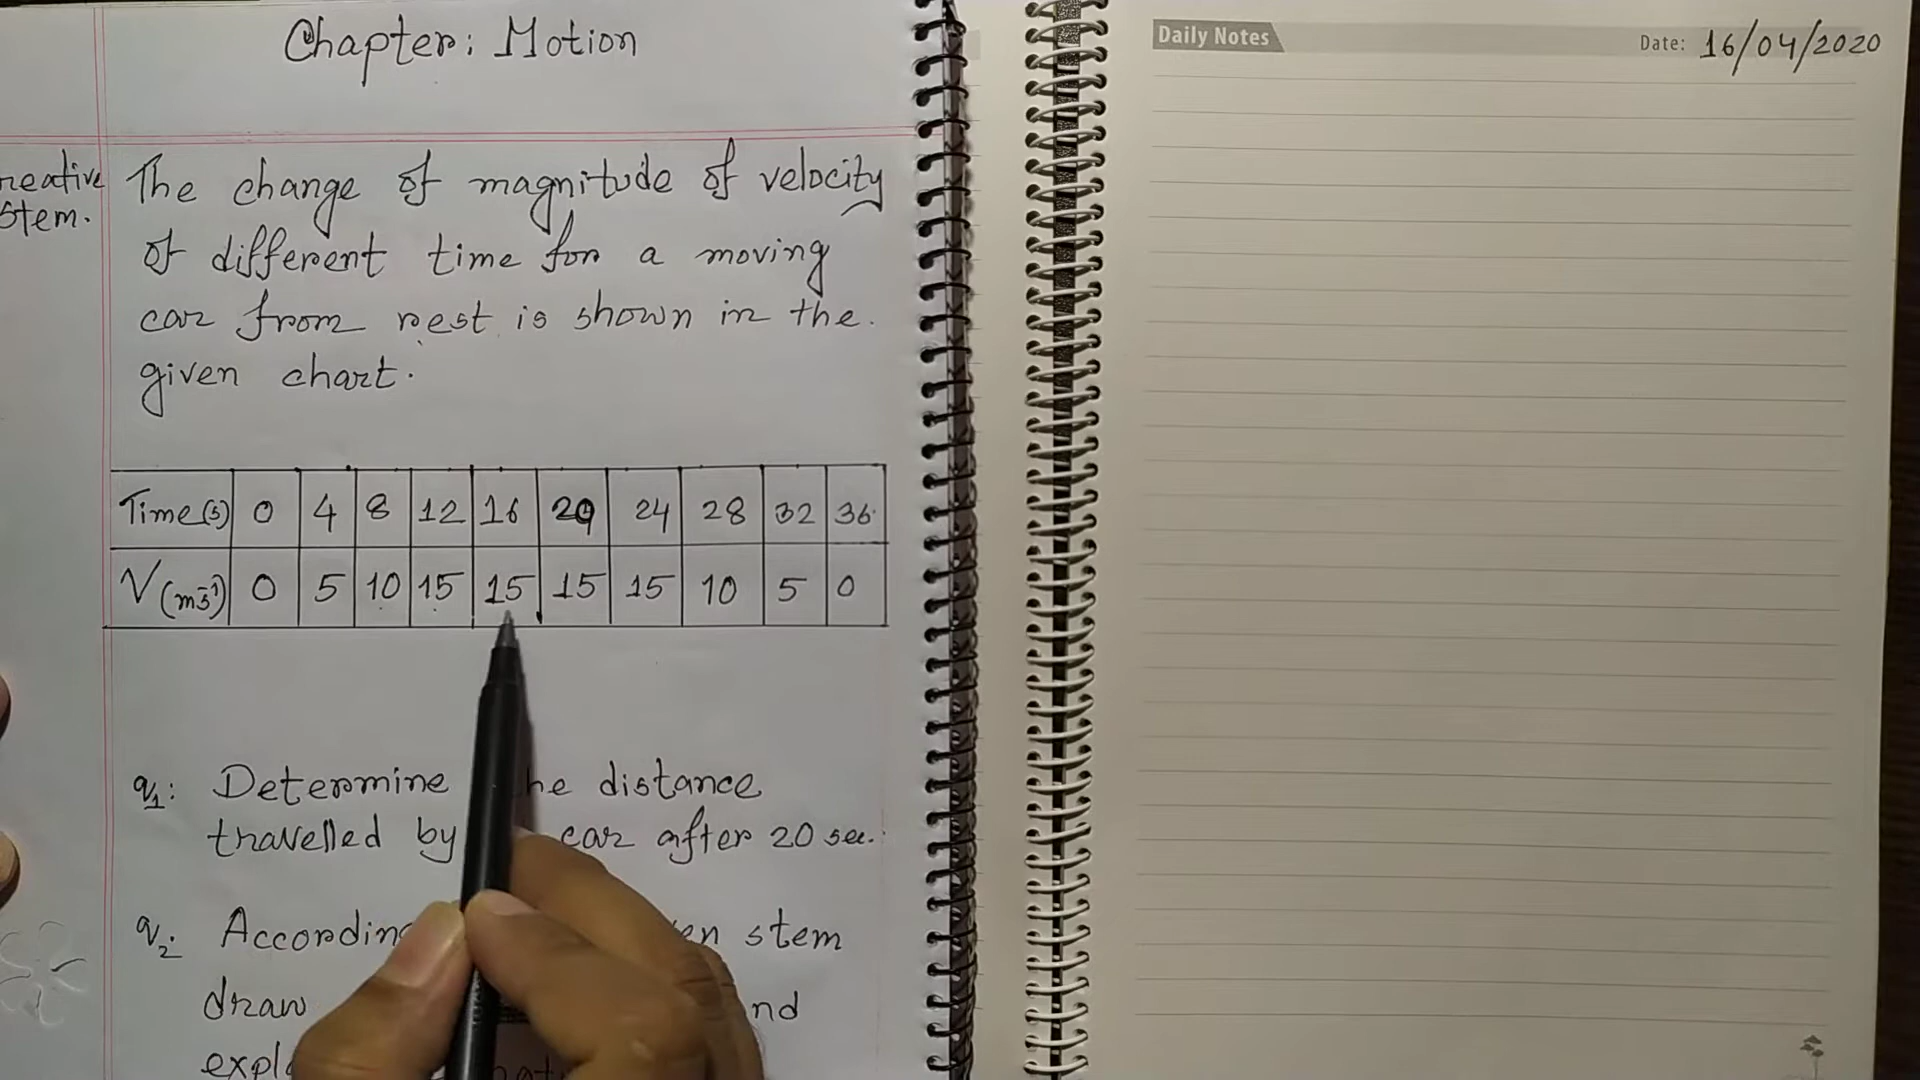 Chapter: Motion
reative
Stem.
The change of magnitude of velocity
of different time for a moving
car from rest is shown in the.
given chart.
Time(s) 0 4 8 12 16 20 24 28 32 36
V(ms⁻¹) 0 5 10 15 15 15 15 10 5 0
q1: Determine he distance
travelled by car after 20 sec.
q2. According en stem
draw nd
Daily Notes
Date: 16/04/2020